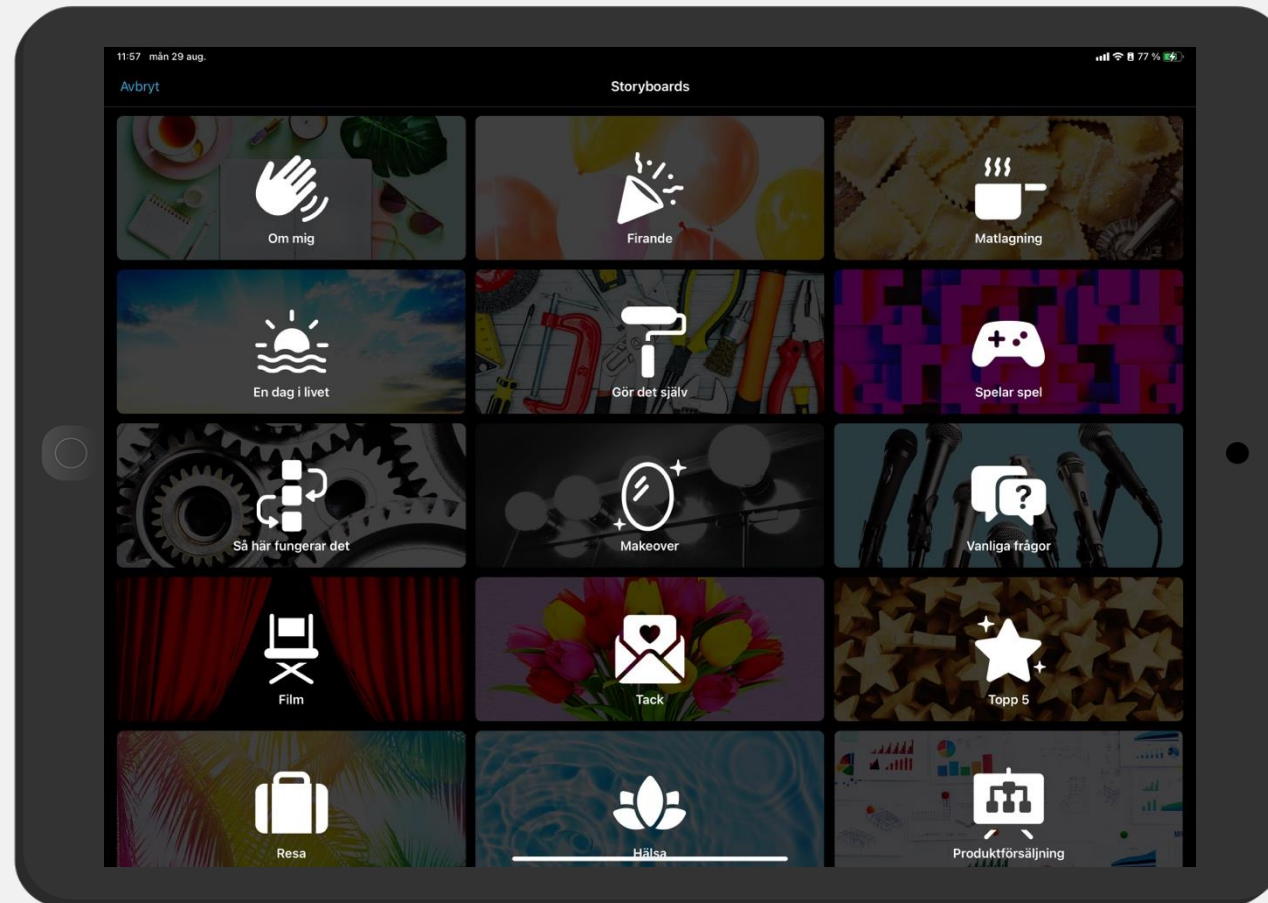 11:57 mån 29 aug.
77 %
Avbryt
Storyboards
Om mig
Firande
Matlagning
En dag i livet
Gör det själv
Spelar spel
Så här fungerar det
Makeover
?
Vanliga frågor
Film
Tack
Topp 5
Resa
Hälsa
Produktförsäljning